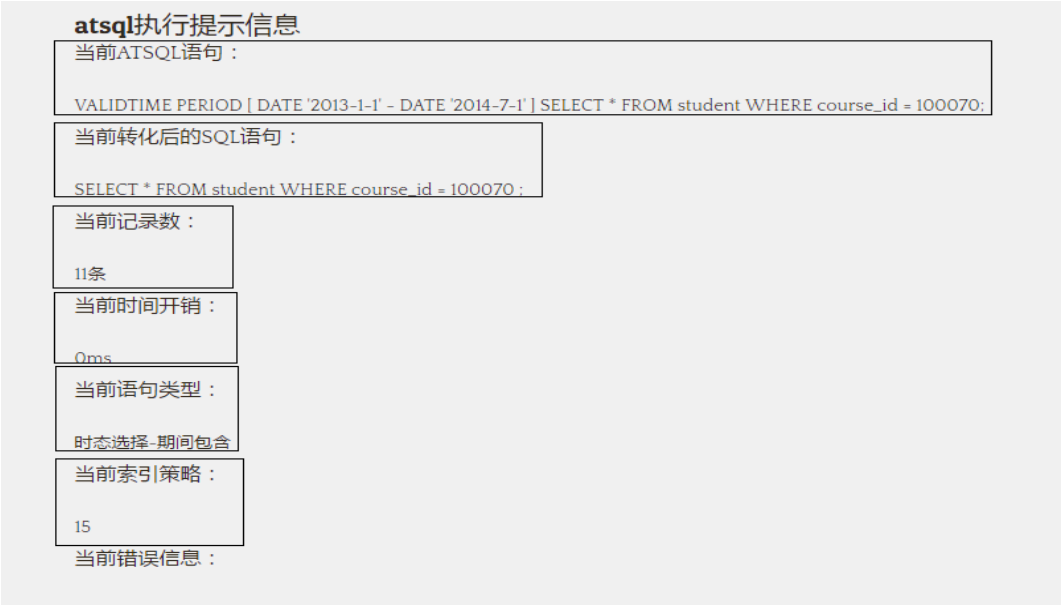 atsql执行提示信息
当前ATSQL语句：
VALIDTIME PERIOD [ DATE '2013-1-1' - DATE '2014-7-1' ] SELECT * FROM student WHERE course_id = 100070;
当前转化后的SQL语句：
SELECT * FROM student WHERE course_id = 100070 ;
当前记录数：
11条
当前时间开销：
0ms
当前语句类型：
时态选择-期间包含
当前索引策略：
15
当前错误信息：